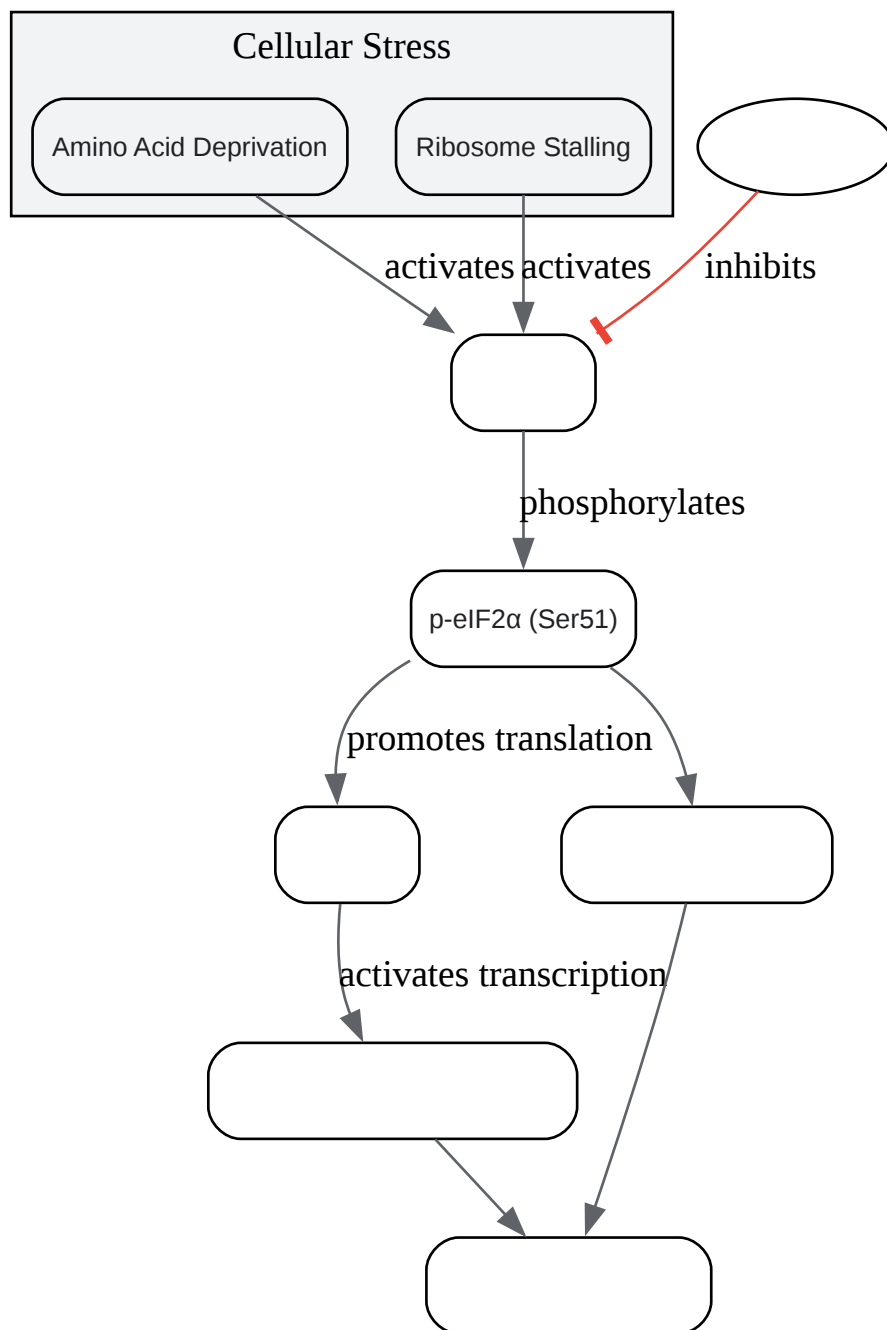 Cellular Stress
Amino Acid Deprivation
Ribosome Stalling
activates
activates
inhibits
phosphorylates
p-eIF2α (Ser51)
promotes translation
activates transcription